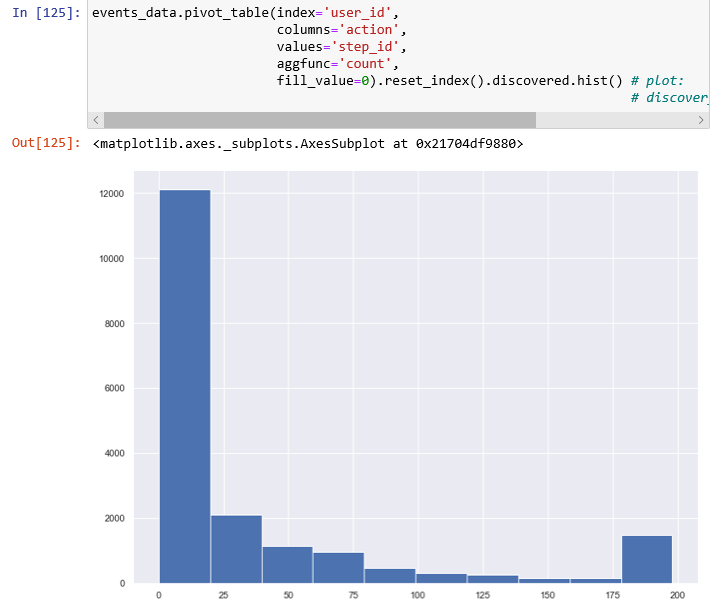 In [125]: events_data.pivot_table(index='user_id',
columns='action',
values='step_id',
aggfunc='count',
fill_value=0).reset_index().discovered.hist() # plot:
# discover
Out[125]: <matplotlib.axes._subplots.AxesSubplot at 0x21704df9880>
12000
10000
8000
6000
4000
2000
0
0 25 50 75 100 125 150 175 200